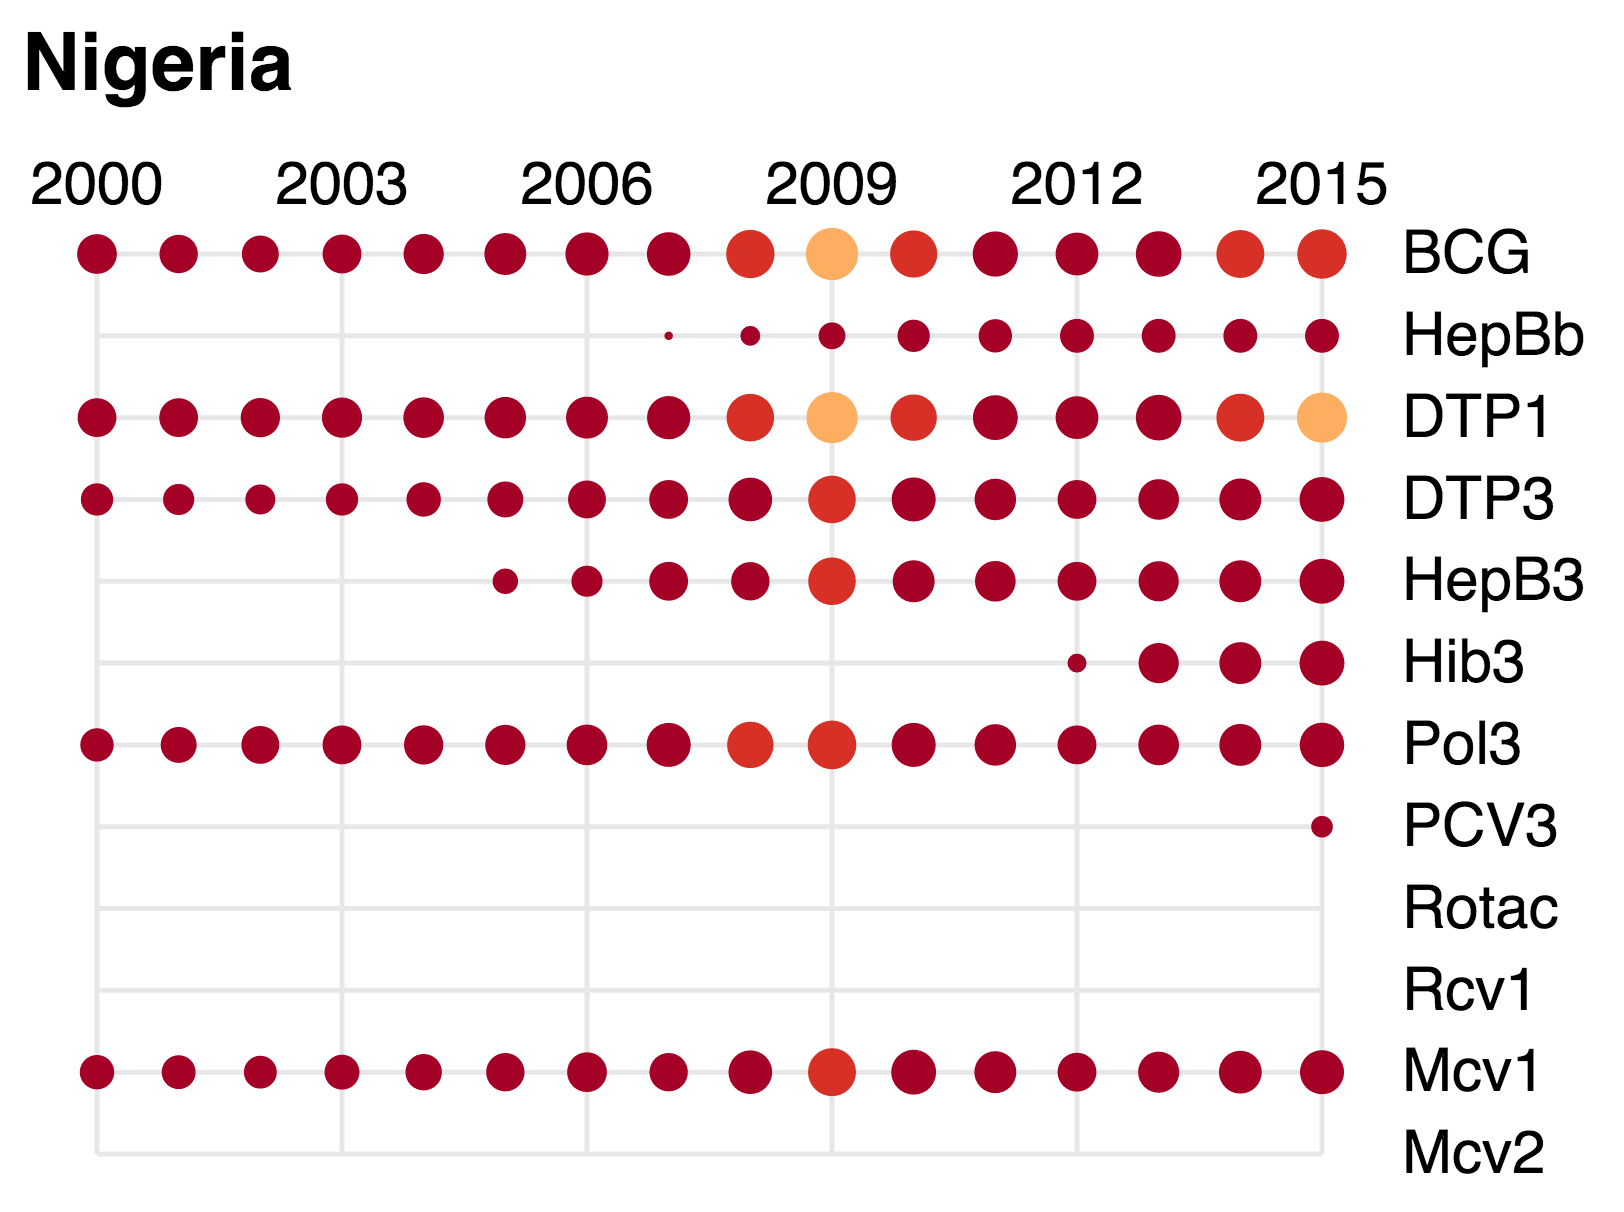 Nigeria
2000 2003 2006 2009 2012 2015
BCG
HepBb
DTP1
DTP3
HepB3
Hib3
Pol3
PCV3
Rotac
Rcv1
Mcv1
Mcv2